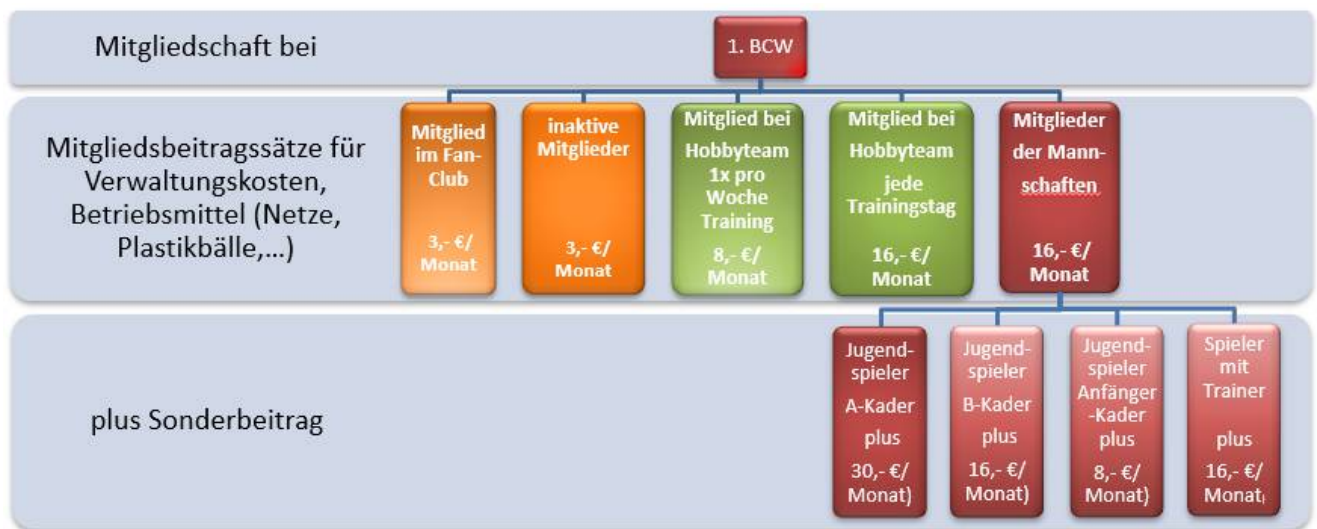 Mitgliedschaft bei
1. BCW
Mitgliedsbeitragssätze für
Verwaltungskosten,
Betriebsmittel (Netze,
Plastikbälle,...)
Mitglied
im Fan-
Club
3,- €/
Monat
inaktive
Mitglieder
3,- €/
Monat
Mitglied bei
Hobbyteam
1x pro
Woche
Training
8,- €/
Monat
Mitglied bei
Hobbyteam
jede
Trainingstag
16,- €/
Monat
Mitglieder
der Mann-
schaften
16,- €/
Monat
plus Sonderbeitrag
Jugend-
spieler
A-Kader
plus
30,- €/
Monat)
Jugend-
spieler
B-Kader
plus
16,- €/
Monat)
Jugend-
spieler
Anfänger
-Kader
plus
8,- €/
Monat)
Spieler
mit
Trainer
plus
16,- €/
Monat)